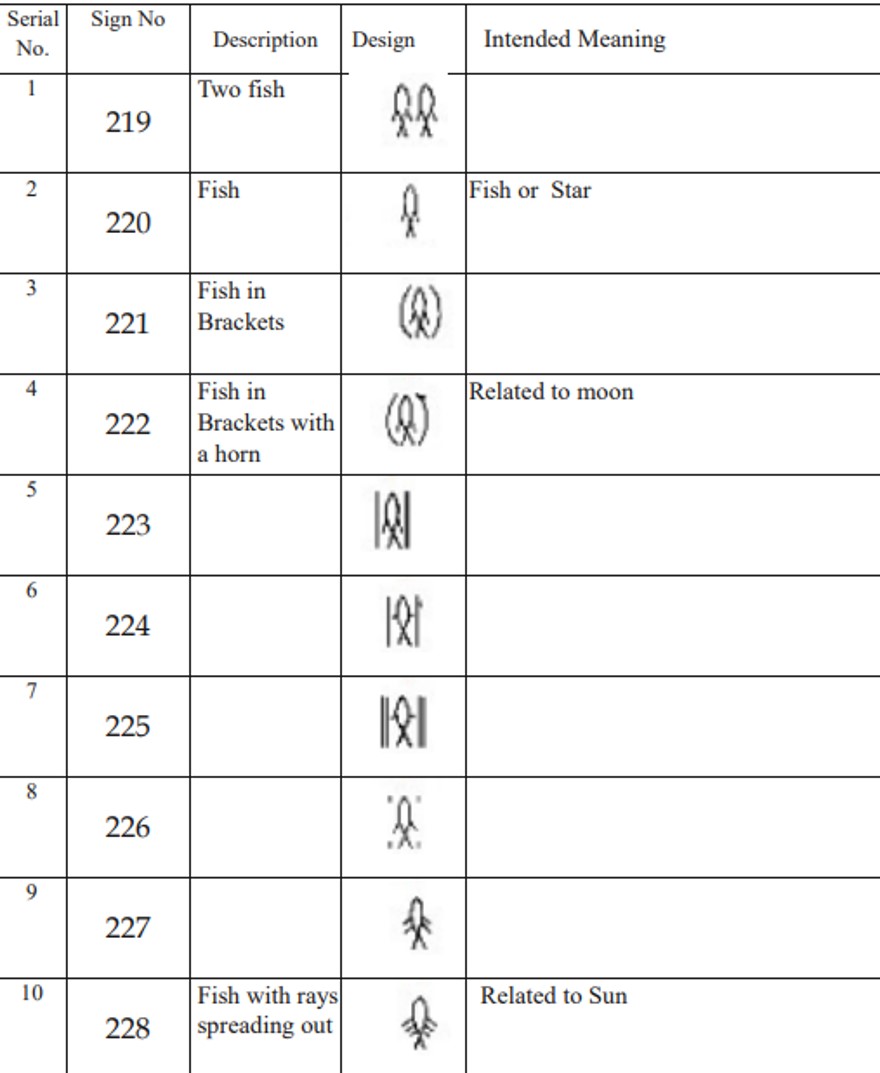 Serial No.	Sign No	Description	Design	Intended Meaning
1	219	Two fish
2	220	Fish	Fish or Star
3	221	Fish in
Brackets
4	222	Fish in	Related to moon
Brackets with
a horn
5	223
6	224
7	225
8	226
9	227
10	228	Fish with rays	Related to Sun
spreading out